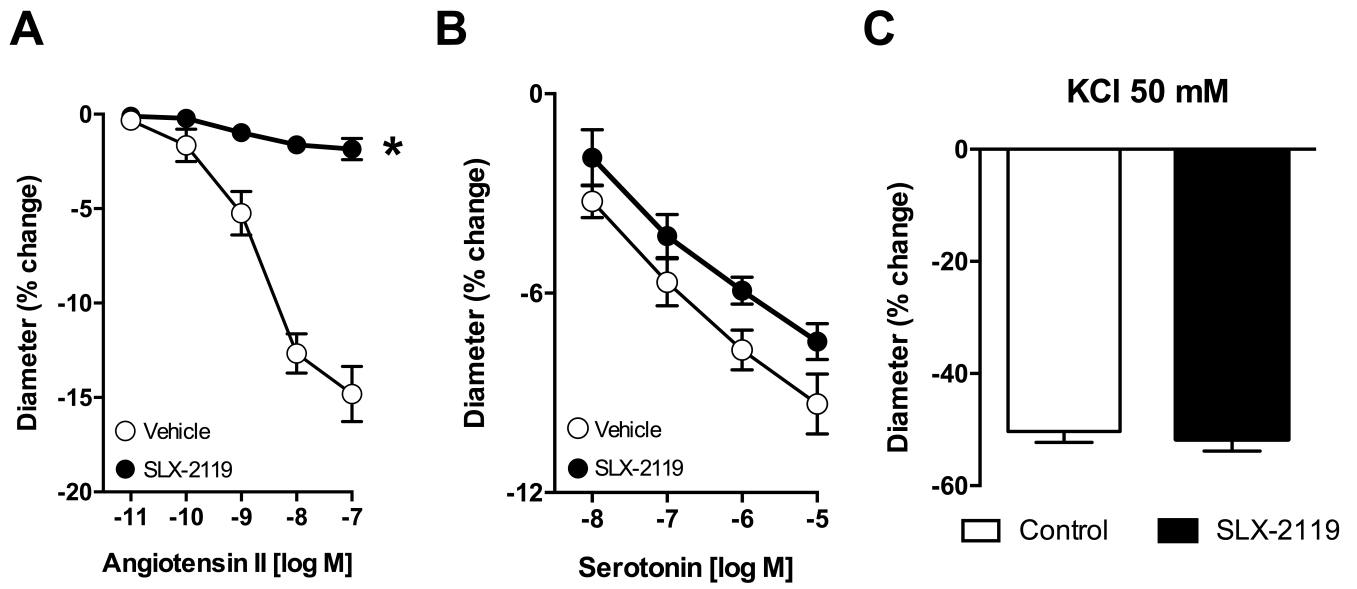 A
Diameter (% change)
0
-5
-10
-15
-20
Vehicle
SLX-2119
*
-11 -10 -9 -8 -7
Angiotensin II [log M]
B
Diameter (% change)
0
-6
-12
Vehicle
SLX-2119
-8 -7 -6 -5
Serotonin [log M]
C
KCl 50 mM
Diameter (% change)
0
-20
-40
-60
Control SLX-2119